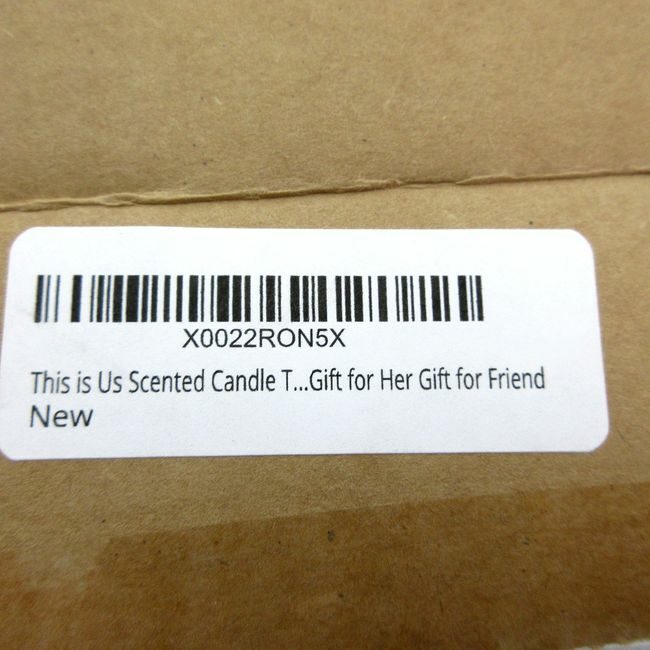 X0022RON5X
This is Us Scented Candle T...Gift for Her Gift for Friend
New